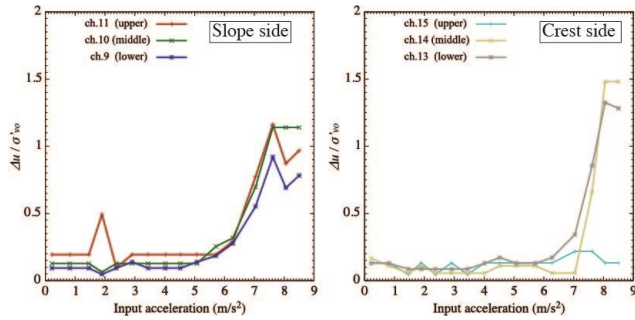 ch.11 (upper)
ch.10 (middle)
ch.9 (lower)
Slope side
2
1.5
1
0.5
0
Δu / σ'vo
0 1 2 3 4 5 6 7 8 9
Input acceleration (m/s²)
ch.15 (upper)
ch.14 (middle)
ch.13 (lower)
Crest side
2
1.5
1
0.5
0
Δu / σ'vo
0 1 2 3 4 5 6 7 8 9
Input acceleration (m/s²)